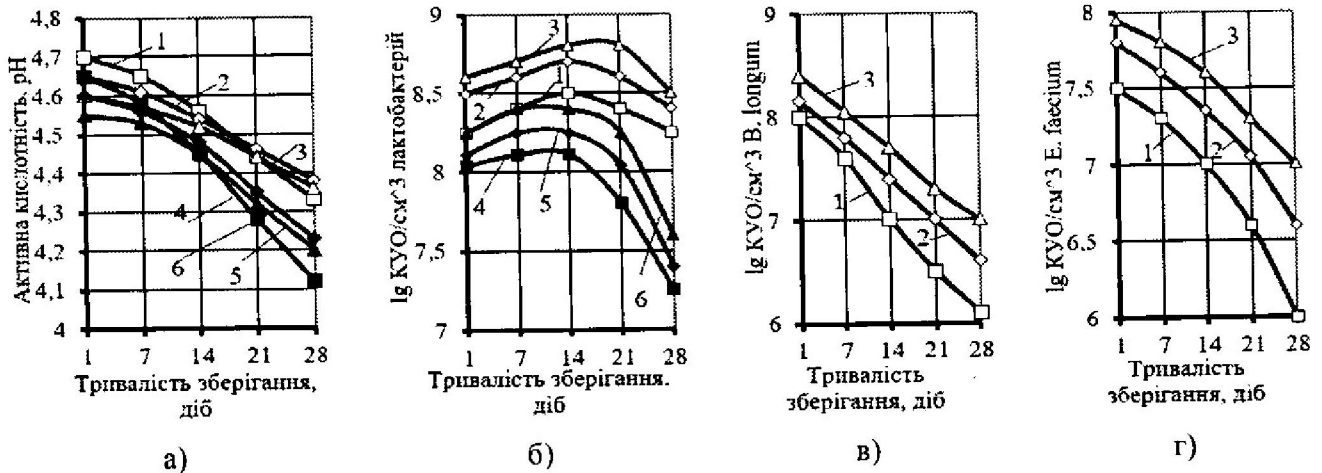 Активна кислотність, рН
4,8
4,7
4,6
4,5
4,4
4,3
4,2
4,1
4
1
2
3
4
5
6
1 7 14 21 28
Тривалість зберігання,
діб
а)
lg КУО/см^3 лактобактерій
9
8,5
8
7,5
7
3
1
2
4
5
6
1 7 14 21 28
Тривалість зберігання.
діб
б)
lg КУО/см^3 B. longum
9
8
7
6
3
1
2
1 7 14 21 28
Тривалість
зберігання, діб
в)
lg КУО/см^3 E. faecium
8
7,5
7
6,5
6
3
1
2
1 7 14 21 28
Тривалість
зберігання, діб
г)